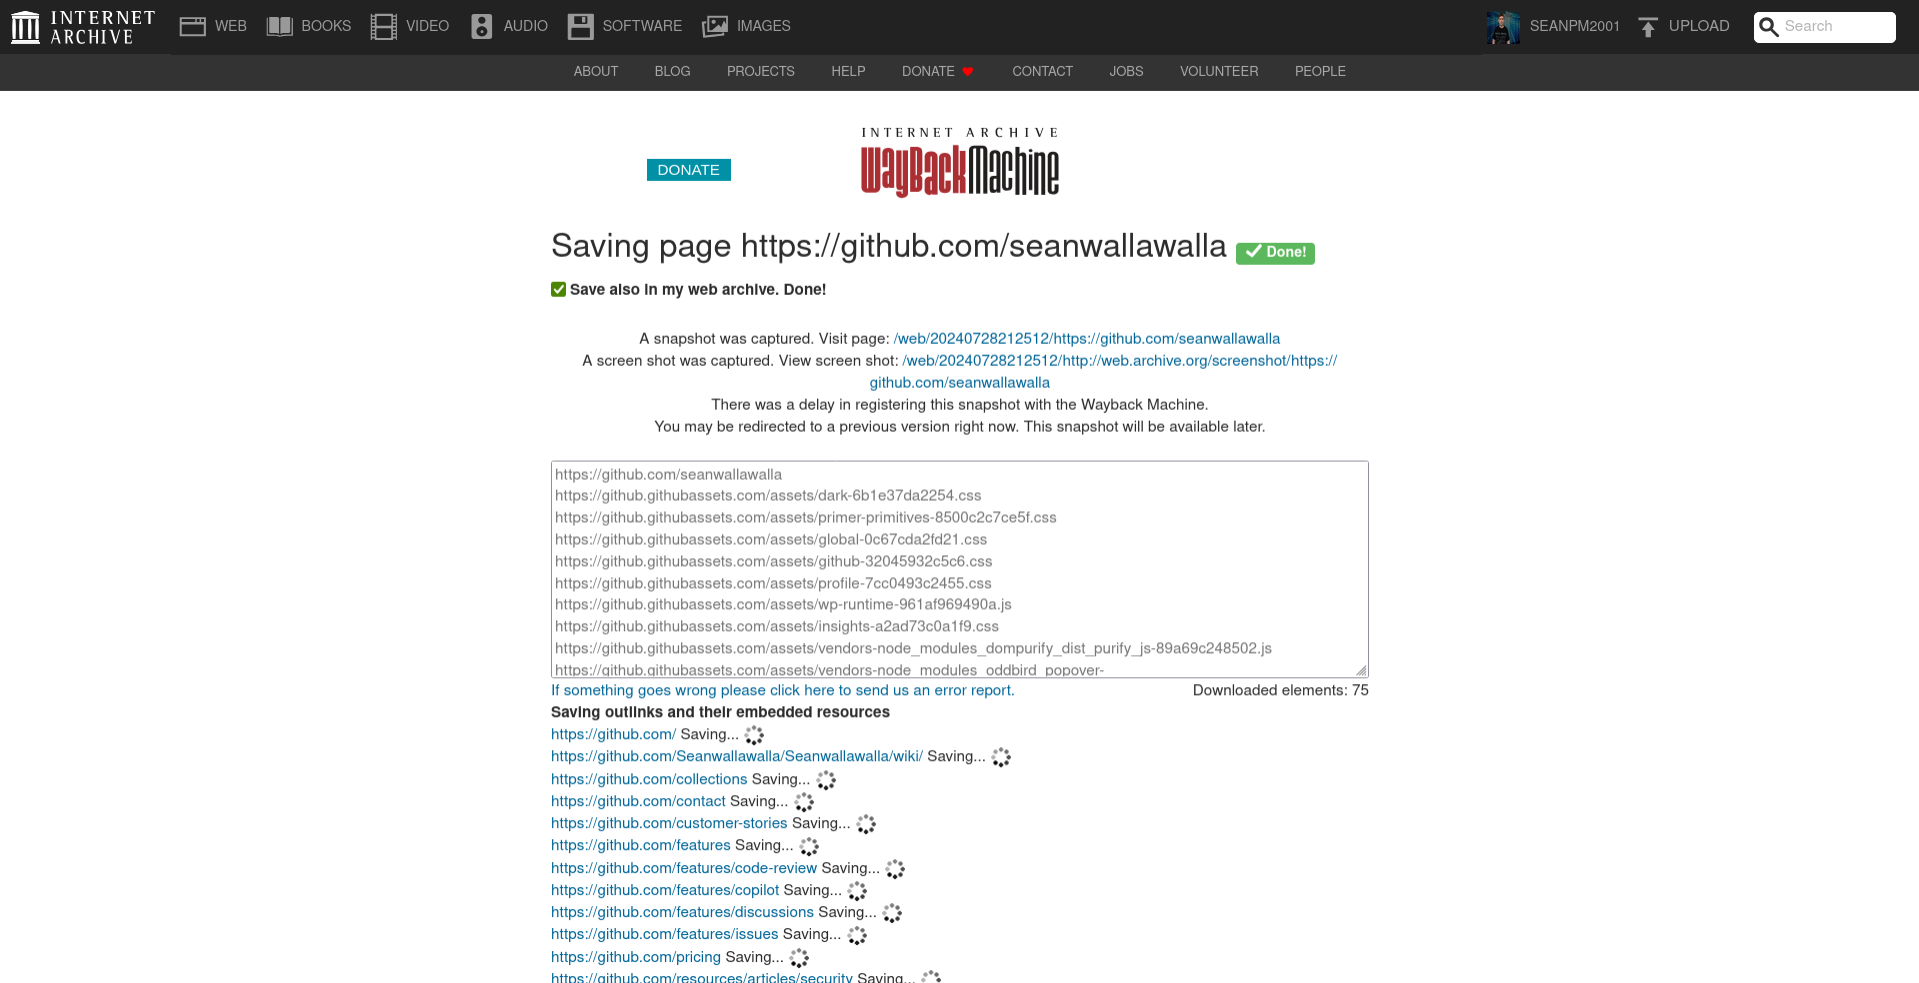 INTERNET ARCHIVE
WEB BOOKS VIDEO AUDIO SOFTWARE IMAGES SEANPM2001 UPLOAD Search
ABOUT BLOG PROJECTS HELP DONATE CONTACT JOBS VOLUNTEER PEOPLE
INTERNET ARCHIVE
WayBackMachine
DONATE
Saving page https://github.com/seanwallawalla Done!
Save also in my web archive. Done!
A snapshot was captured. Visit page: /web/20240728212512/https://github.com/seanwallawalla
A screen shot was captured. View screen shot: /web/20240728212512/http://web.archive.org/screenshot/https://
github.com/seanwallawalla
There was a delay in registering this snapshot with the Wayback Machine.
You may be redirected to a previous version right now. This snapshot will be available later.
https://github.com/seanwallawalla
https://github.githubassets.com/assets/dark-6b1e37da2254.css
https://github.githubassets.com/assets/primer-primitives-8500c2c7ce5f.css
https://github.githubassets.com/assets/global-0c67cda2fd21.css
https://github.githubassets.com/assets/github-32045932c5c6.css
https://github.githubassets.com/assets/profile-7cc0493c2455.css
https://github.githubassets.com/assets/wp-runtime-961af969490a.js
https://github.githubassets.com/assets/insights-a2ad73c0a1f9.css
https://github.githubassets.com/assets/vendors-node_modules_dompurify_dist_purify_js-89a69c248502.js
https://github.githubassets.com/assets/vendors-node_modules_oddbird_popover-
If something goes wrong please click here to send us an error report. Downloaded elements: 75
Saving outlinks and their embedded resources
https://github.com/ Saving...
https://github.com/Seanwallawalla/Seanwallawalla/wiki/ Saving...
https://github.com/collections Saving...
https://github.com/contact Saving...
https://github.com/customer-stories Saving...
https://github.com/features Saving...
https://github.com/features/code-review Saving...
https://github.com/features/copilot Saving...
https://github.com/features/discussions Saving...
https://github.com/features/issues Saving...
https://github.com/pricing Saving...
https://github.com/resources/articles/security Saving...